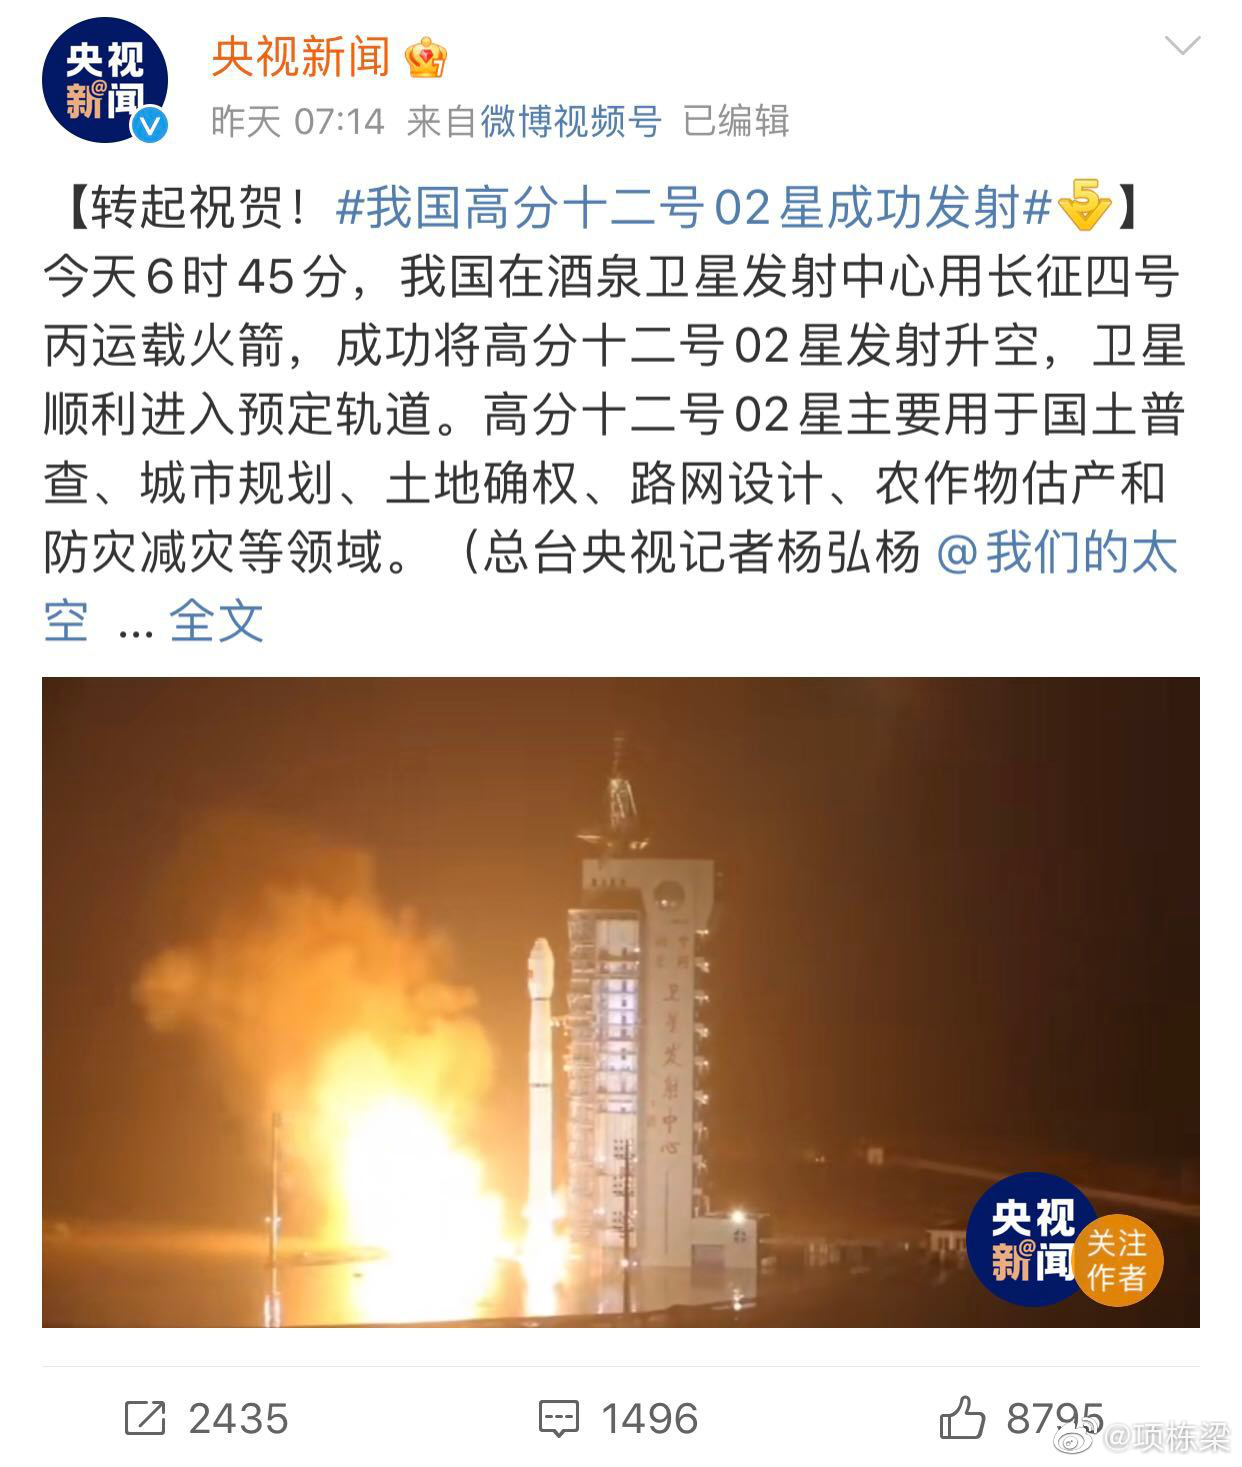 央视
新@闻
央视新闻
昨天 07:14 来自微博视频号 已编辑
【转起祝贺！#我国高分十二号02星成功发射#5】
今天6时45分，我国在酒泉卫星发射中心用长征四号
丙运载火箭，成功将高分十二号02星发射升空，卫星
顺利进入预定轨道。高分十二号02星主要用于国土普
查、城市规划、土地确权、路网设计、农作物估产和
防灾减灾等领域。（总台央视记者杨弘杨 @我们的太
空 ... 全文
卫星发射中心
央视
新@闻
关注
作者
2435 1496 8795
@项栋梁